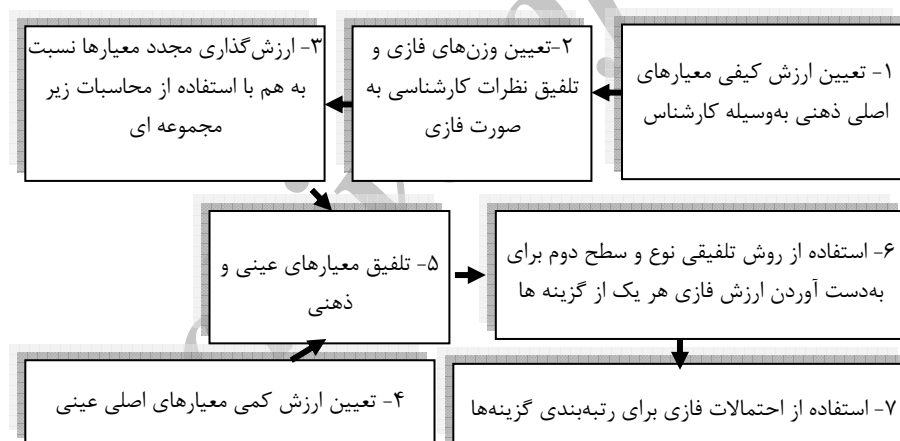 ۱- تعیین ارزش کیفی معیارهای
اصلی ذهنی به‌وسیله کارشناس
۲-تعیین وزن‌های فازی و
تلفیق نظرات کارشناسی به
صورت فازی
۳- ارزش‌گذاری مجدد معیارها نسبت
به هم با استفاده از محاسبات زیر
مجموعه ای
۴- تعیین ارزش کمی معیارهای اصلی عینی
۵- تلفیق معیارهای عینی و
ذهنی
۶- استفاده از روش تلفیقی نوع و سطح دوم برای
به‌دست آوردن ارزش فازی هر یک از گزینه ها
۷- استفاده از احتمالات فازی برای رتبه‌بندی گزینه‌ها